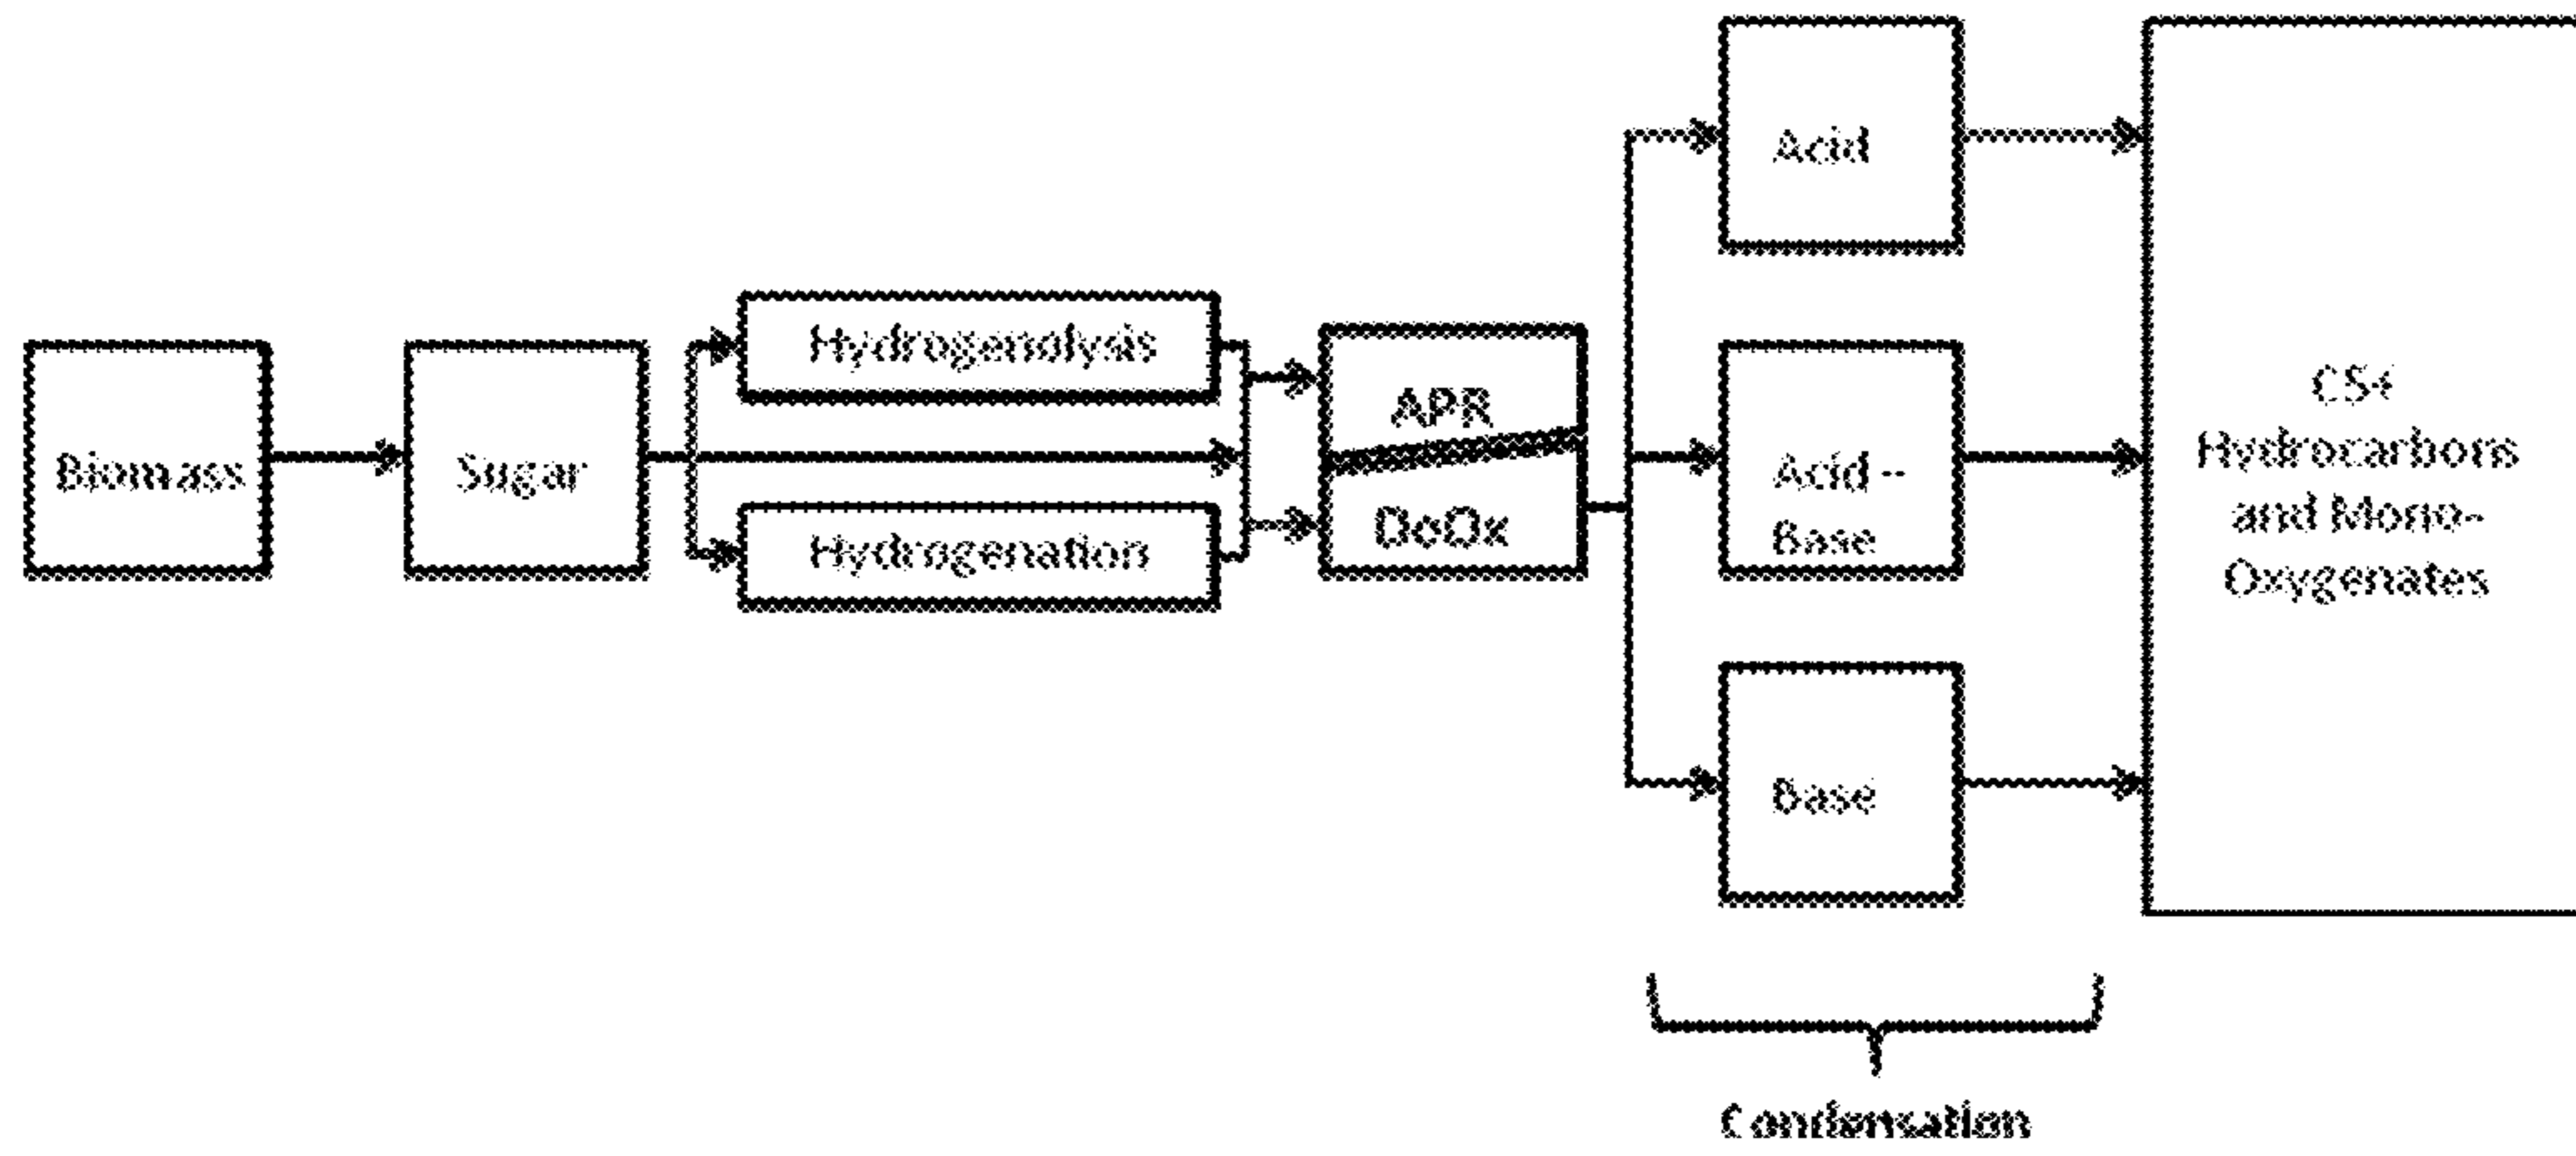 Biomass
Sugar
Hydrogenolysis
Hydrogenation
APR
DeOx
Acid
Acid -
Base
Base
C5+
Hydrocarbons
and Mono-
Oxygenates
Condensation